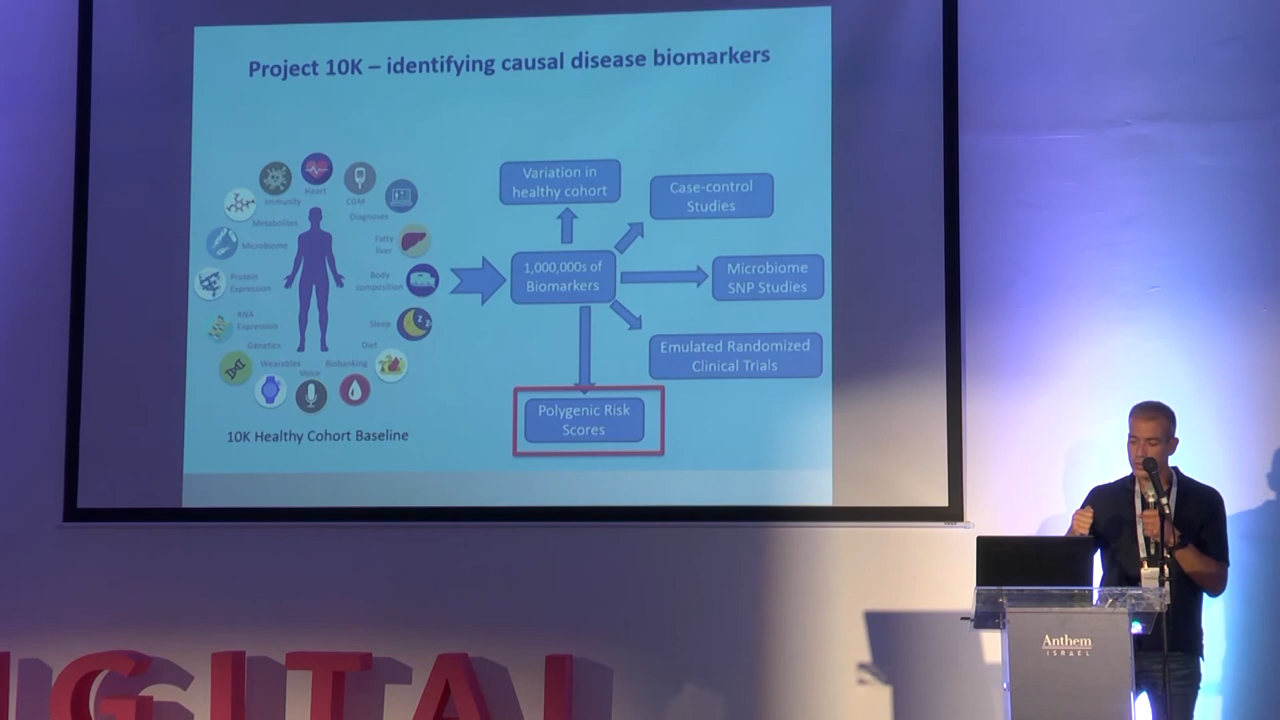 Project 10K – identifying causal disease biomarkers
Heart
Immunity
CGM
Metabolites
Diagnoses
Microbiome
Fatty
liver
Protein
Expression
Body
composition
RNA
Expression
Sleep
Genetics
Diet
Wearables
Biobanking
Voice
10K Healthy Cohort Baseline
Variation in
healthy cohort
Case-control
Studies
1,000,000s of
Biomarkers
Microbiome
SNP Studies
Emulated Randomized
Clinical Trials
Polygenic Risk
Scores
Anthem
ISRAEL
IGITAL